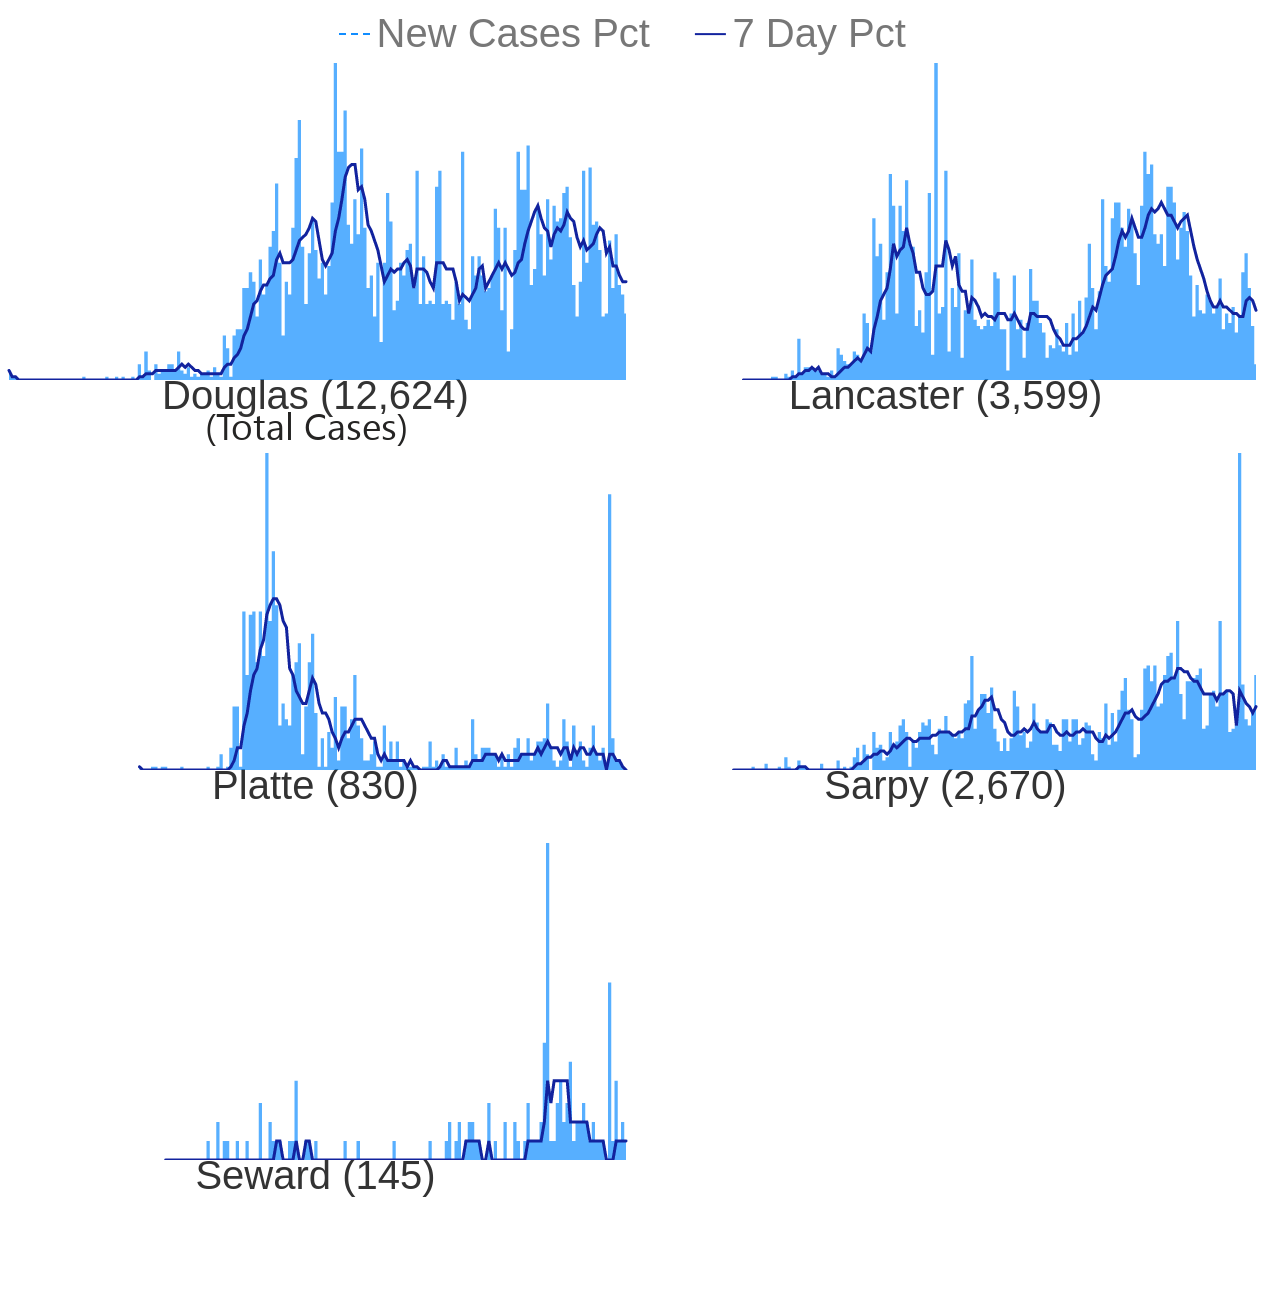 New Cases Pct 7 Day Pct
Douglas (12,624)
(Total Cases)
Lancaster (3,599)
Platte (830)
Sarpy (2,670)
Seward (145)